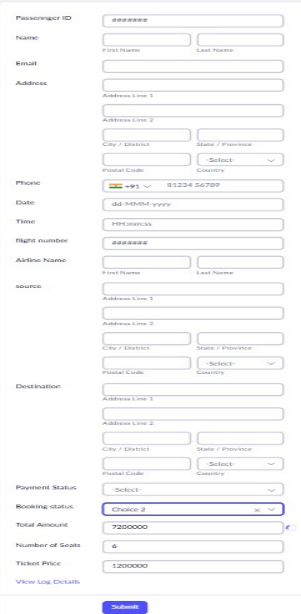 Passennger ID #######
Name
First Name Last Name
Email
Address
Address Line 1
Address Line 2
City / District State / Province
-Select-
Postal Code Country
Phone +91 81234 56789
Date dd-MMM-yyyy
Time HH:mm:ss
flight number #######
Airline Name
First Name Last Name
source
Address Line 1
Address Line 2
City / District State / Province
-Select-
Postal Code Country
Destination
Address Line 1
Address Line 2
City / District State / Province
-Select-
Postal Code Country
Payment Status -Select-
Booking status Choice 2 ×
Total Amount 7200000
Number of Seats 6
Ticket Price 1200000
View Log Details
Submit